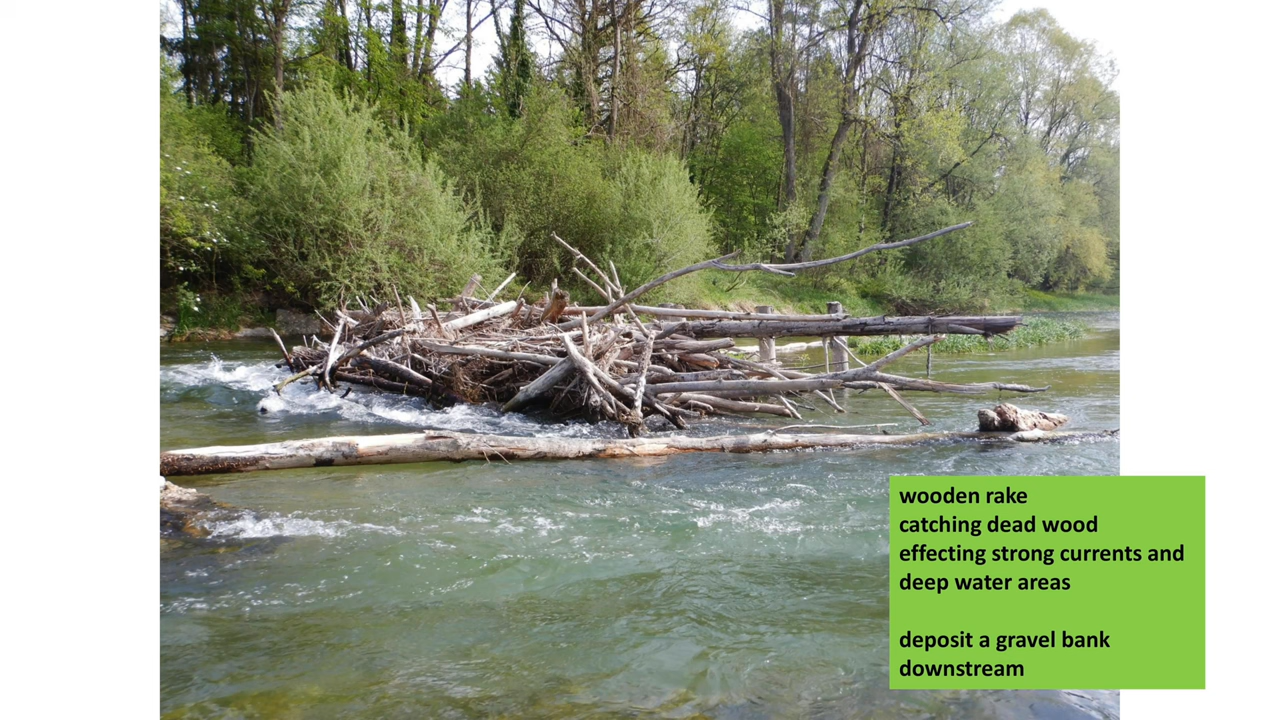 wooden rake
catching dead wood
effecting strong currents and
deep water areas
deposit a gravel bank
downstream